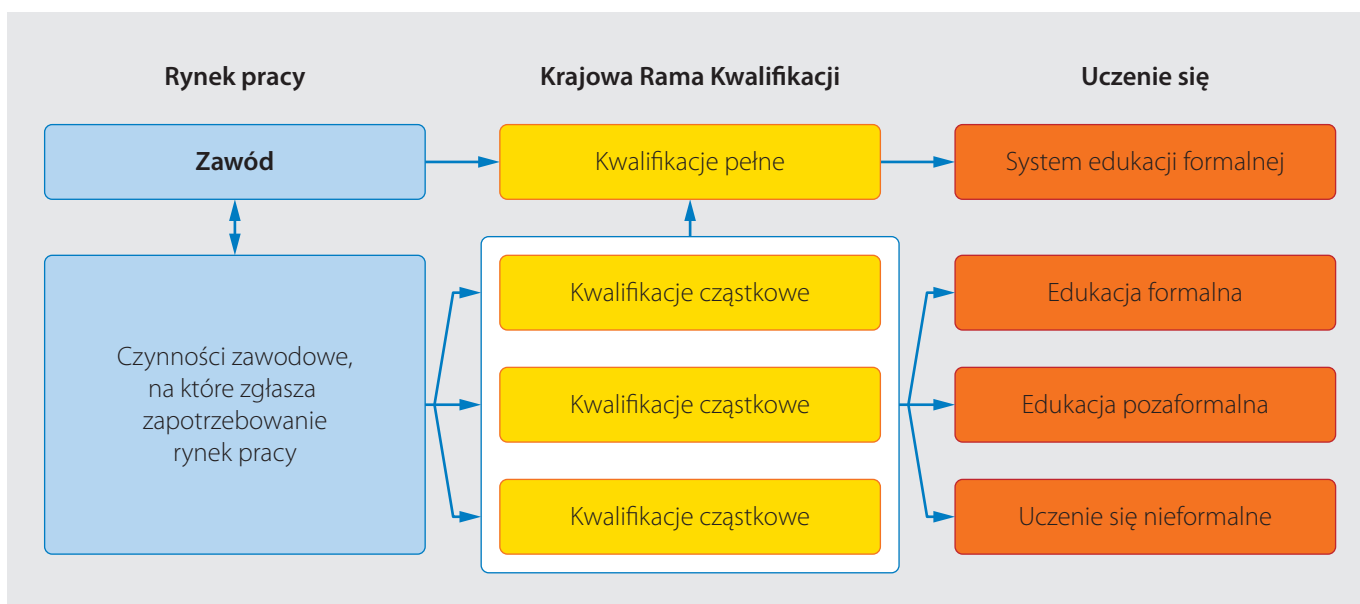 Rynek pracy
Krajowa Rama Kwalifikacji
Uczenie się
Zawód
Kwalifikacje pełne
System edukacji formalnej
Czynności zawodowe,
na które zgłasza
zapotrzebowanie
rynek pracy
Kwalifikacje cząstkowe
Kwalifikacje cząstkowe
Kwalifikacje cząstkowe
Edukacja formalna
Edukacja pozaformalna
Uczenie się nieformalne